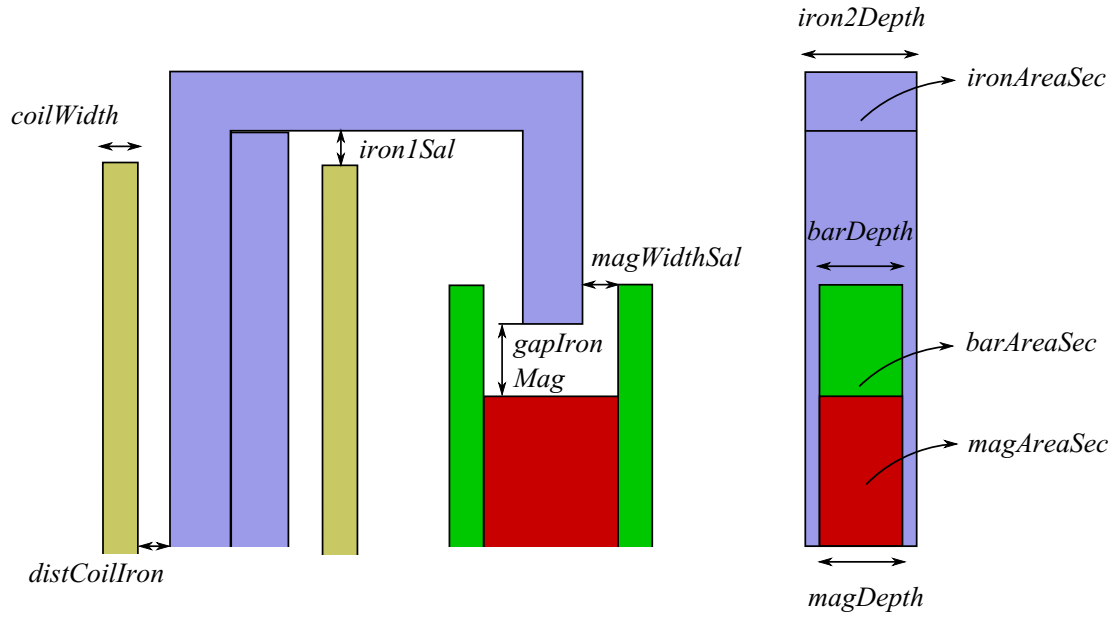 iron2Depth
ironAreaSec
coilWidth
iron1Sal
barDepth
magWidthSal
gapIron
Mag
barAreaSec
magAreaSec
distCoilIron
magDepth